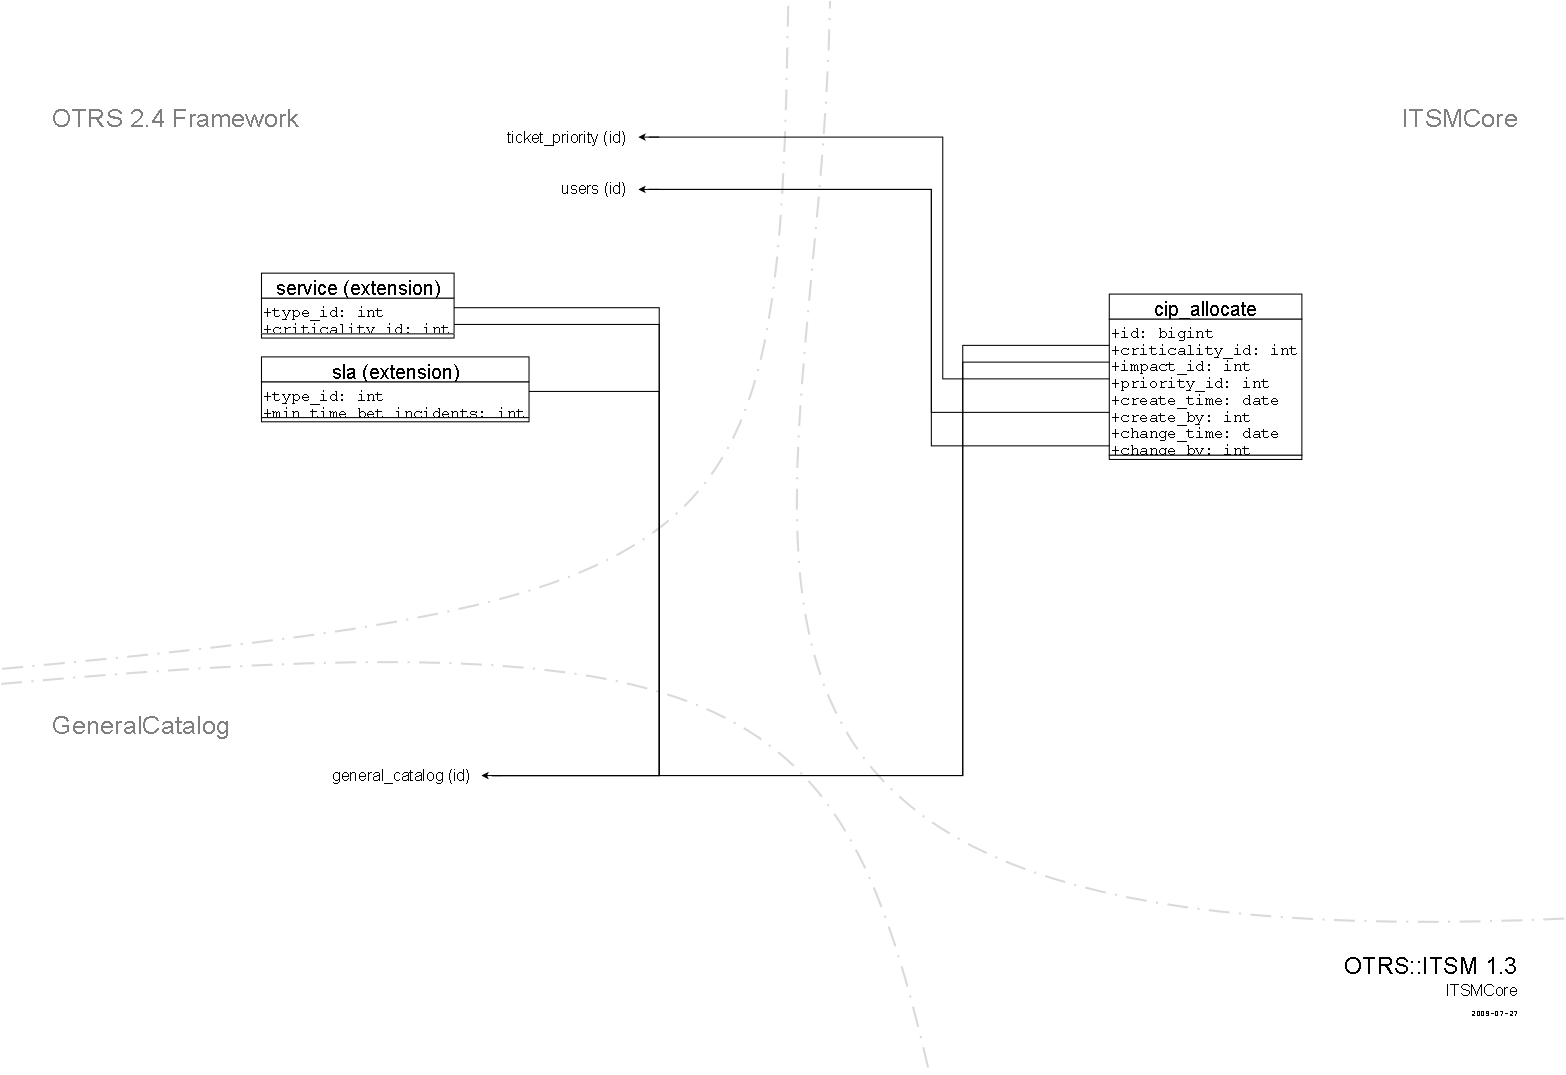 OTRS 2.4 Framework
ITSMCore
ticket_priority (id)
users (id)
service (extension)
+type_id: int
+criticality_id: int
sla (extension)
+type_id: int
+min_time_bet_incidents: int
cip_allocate
+id: bigint
+criticality_id: int
+impact_id: int
+priority_id: int
+create_time: date
+create_by: int
+change_time: date
+change_by: int
GeneralCatalog
general_catalog (id)
OTRS::ITSM 1.3
ITSMCore
2009-07-27